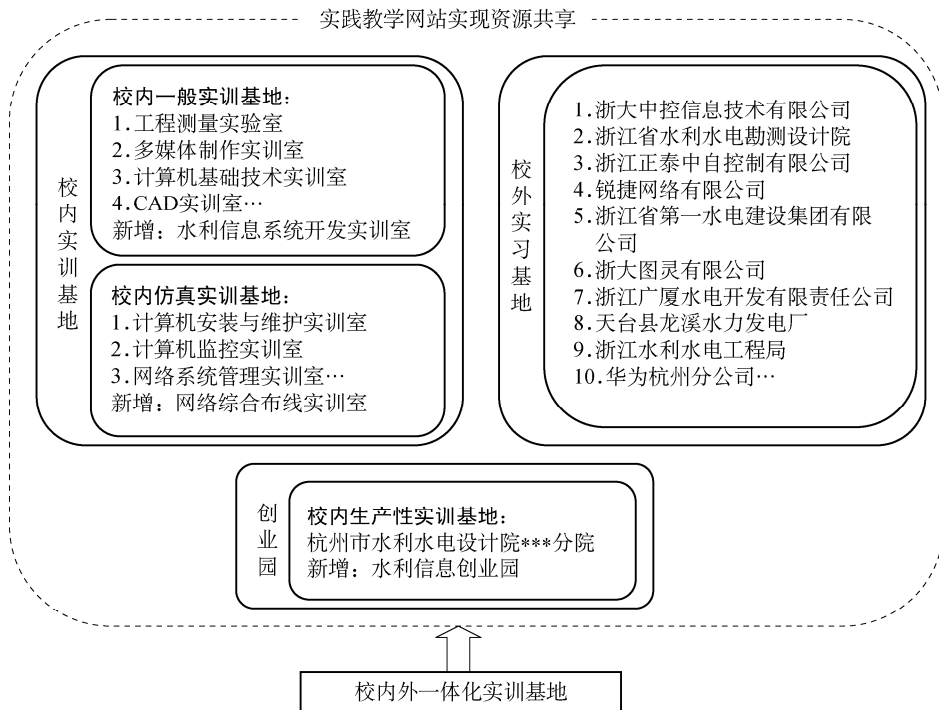 实践教学网站实现资源共享
校内实训基地
校内一般实训基地：
1.工程测量实验室
2.多媒体制作实训室
3.计算机基础技术实训室
4.CAD实训室…
新增：水利信息系统开发实训室
校内仿真实训基地：
1.计算机安装与维护实训室
2.计算机监控实训室
3.网络系统管理实训室…
新增：网络综合布线实训室
校外实习基地
1.浙大中控信息技术有限公司
2.浙江省水利水电勘测设计院
3.浙江正泰中自控制有限公司
4.锐捷网络有限公司
5.浙江省第一水电建设集团有限
公司
6.浙大图灵有限公司
7.浙江广厦水电开发有限责任公司
8.天台县龙溪水力发电厂
9.浙江水利水电工程局
10.华为杭州分公司…
创业园
校内生产性实训基地：
杭州市水利水电设计院***分院
新增：水利信息创业园
校内外一体化实训基地